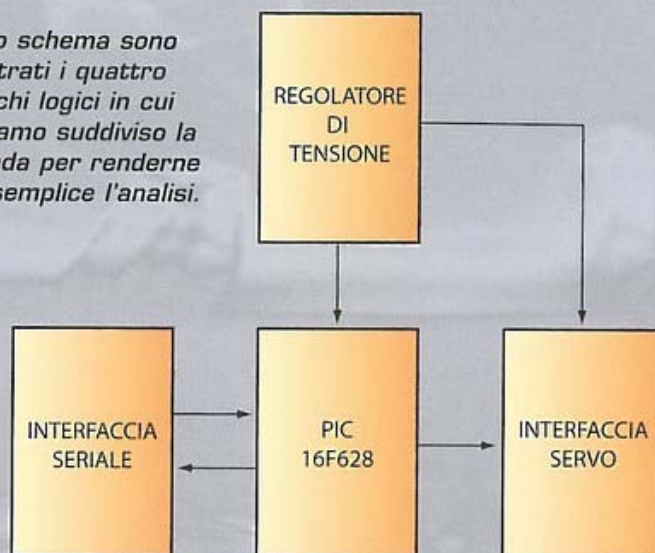 o schema sono
trati i quattro
chi logici in cui
amo suddiviso la
da per renderne
semplice l'analisi.
REGOLATORE
DI
TENSIONE
INTERFACCIA
SERIALE
PIC
16F628
INTERFACCIA
SERVO